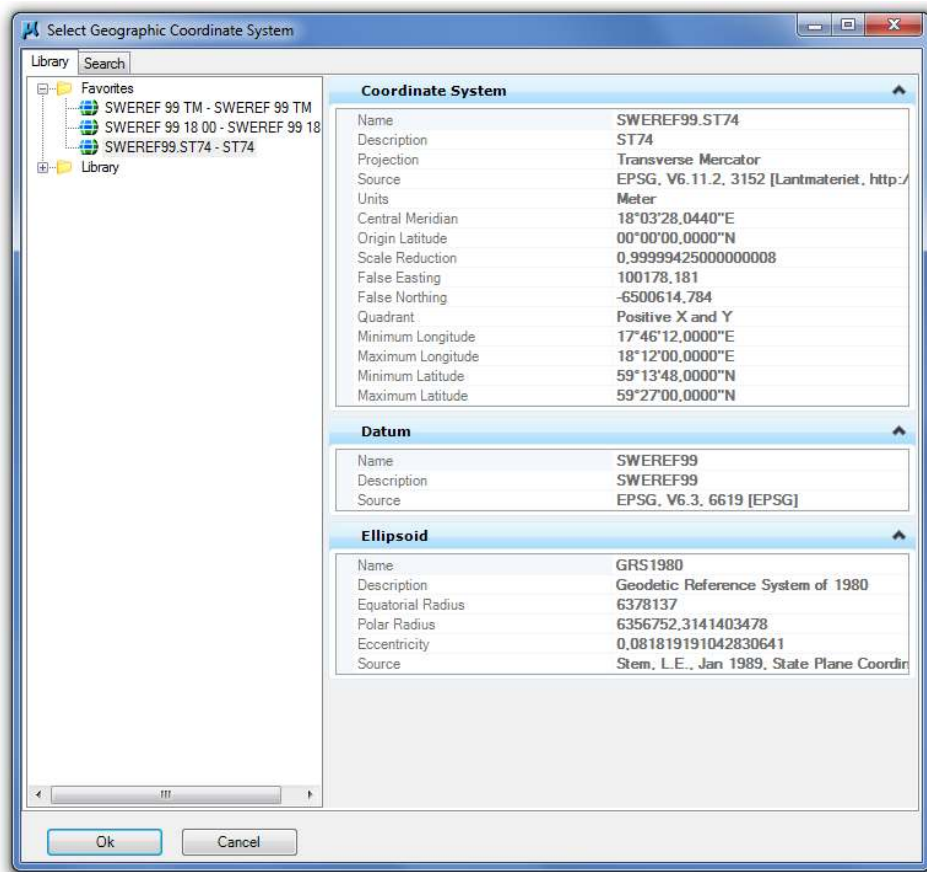 Select Geographic Coordinate System
Library Search
Favorites
SWEREF 99 TM - SWEREF 99 TM
SWEREF 99 18 00 - SWEREF 99 18
SWEREF99.ST74 - ST74
Library
Coordinate System
Name SWEREF99.ST74
Description ST74
Projection Transverse Mercator
Source EPSG, V6.11.2, 3152 [Lantmateriet, http:/
Units Meter
Central Meridian 18°03'28,0440"E
Origin Latitude 00°00'00,0000"N
Scale Reduction 0,99999425000000008
False Easting 100178,181
False Northing -6500614,784
Quadrant Positive X and Y
Minimum Longitude 17°46'12,0000"E
Maximum Longitude 18°12'00,0000"E
Minimum Latitude 59°13'48,0000"N
Maximum Latitude 59°27'00,0000"N
Datum
Name SWEREF99
Description SWEREF99
Source EPSG, V6.3, 6619 [EPSG]
Ellipsoid
Name GRS1980
Description Geodetic Reference System of 1980
Equatorial Radius 6378137
Polar Radius 6356752,3141403478
Eccentricity 0,081819191042830641
Source Stem, L.E., Jan 1989, State Plane Coordin
Ok Cancel